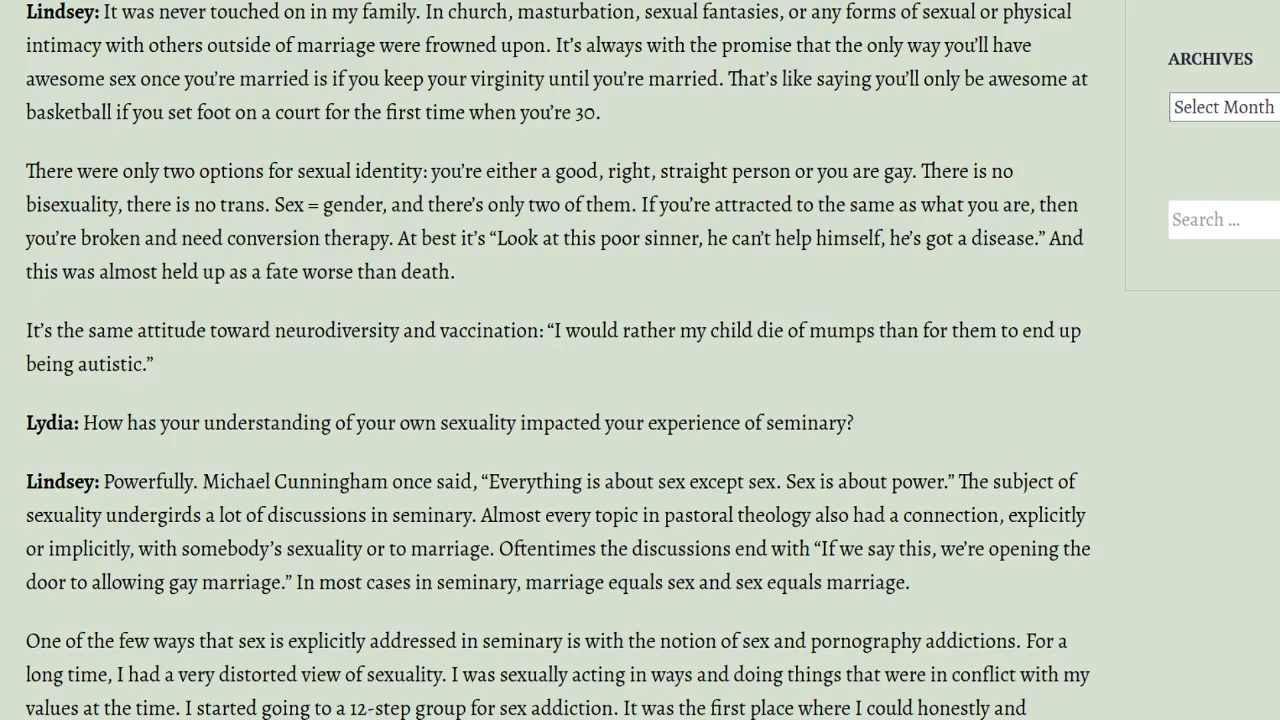 Lindsey: It was never touched on in my family. In church, masturbation, sexual fantasies, or any forms of sexual or physical
intimacy with others outside of marriage were frowned upon. It’s always with the promise that the only way you’ll have
awesome sex once you’re married is if you keep your virginity until you’re married. That’s like saying you’ll only be awesome at
basketball if you set foot on a court for the first time when you’re 30.
There were only two options for sexual identity: you’re either a good, right, straight person or you are gay. There is no
bisexuality, there is no trans. Sex = gender, and there’s only two of them. If you’re attracted to the same as what you are, then
you’re broken and need conversion therapy. At best it’s “Look at this poor sinner, he can’t help himself, he’s got a disease.” And
this was almost held up as a fate worse than death.
It’s the same attitude toward neurodiversity and vaccination: “I would rather my child die of mumps than for them to end up
being autistic.”
Lydia: How has your understanding of your own sexuality impacted your experience of seminary?
Lindsey: Powerfully. Michael Cunningham once said, “Everything is about sex except sex. Sex is about power.” The subject of
sexuality undergirds a lot of discussions in seminary. Almost every topic in pastoral theology also had a connection, explicitly
or implicitly, with somebody’s sexuality or to marriage. Oftentimes the discussions end with “If we say this, we’re opening the
door to allowing gay marriage.” In most cases in seminary, marriage equals sex and sex equals marriage.
One of the few ways that sex is explicitly addressed in seminary is with the notion of sex and pornography addictions. For a
long time, I had a very distorted view of sexuality. I was sexually acting in ways and doing things that were in conflict with my
values at the time. I started going to a 12-step group for sex addiction. It was the first place where I could honestly and
ARCHIVES
Select Month
Search …